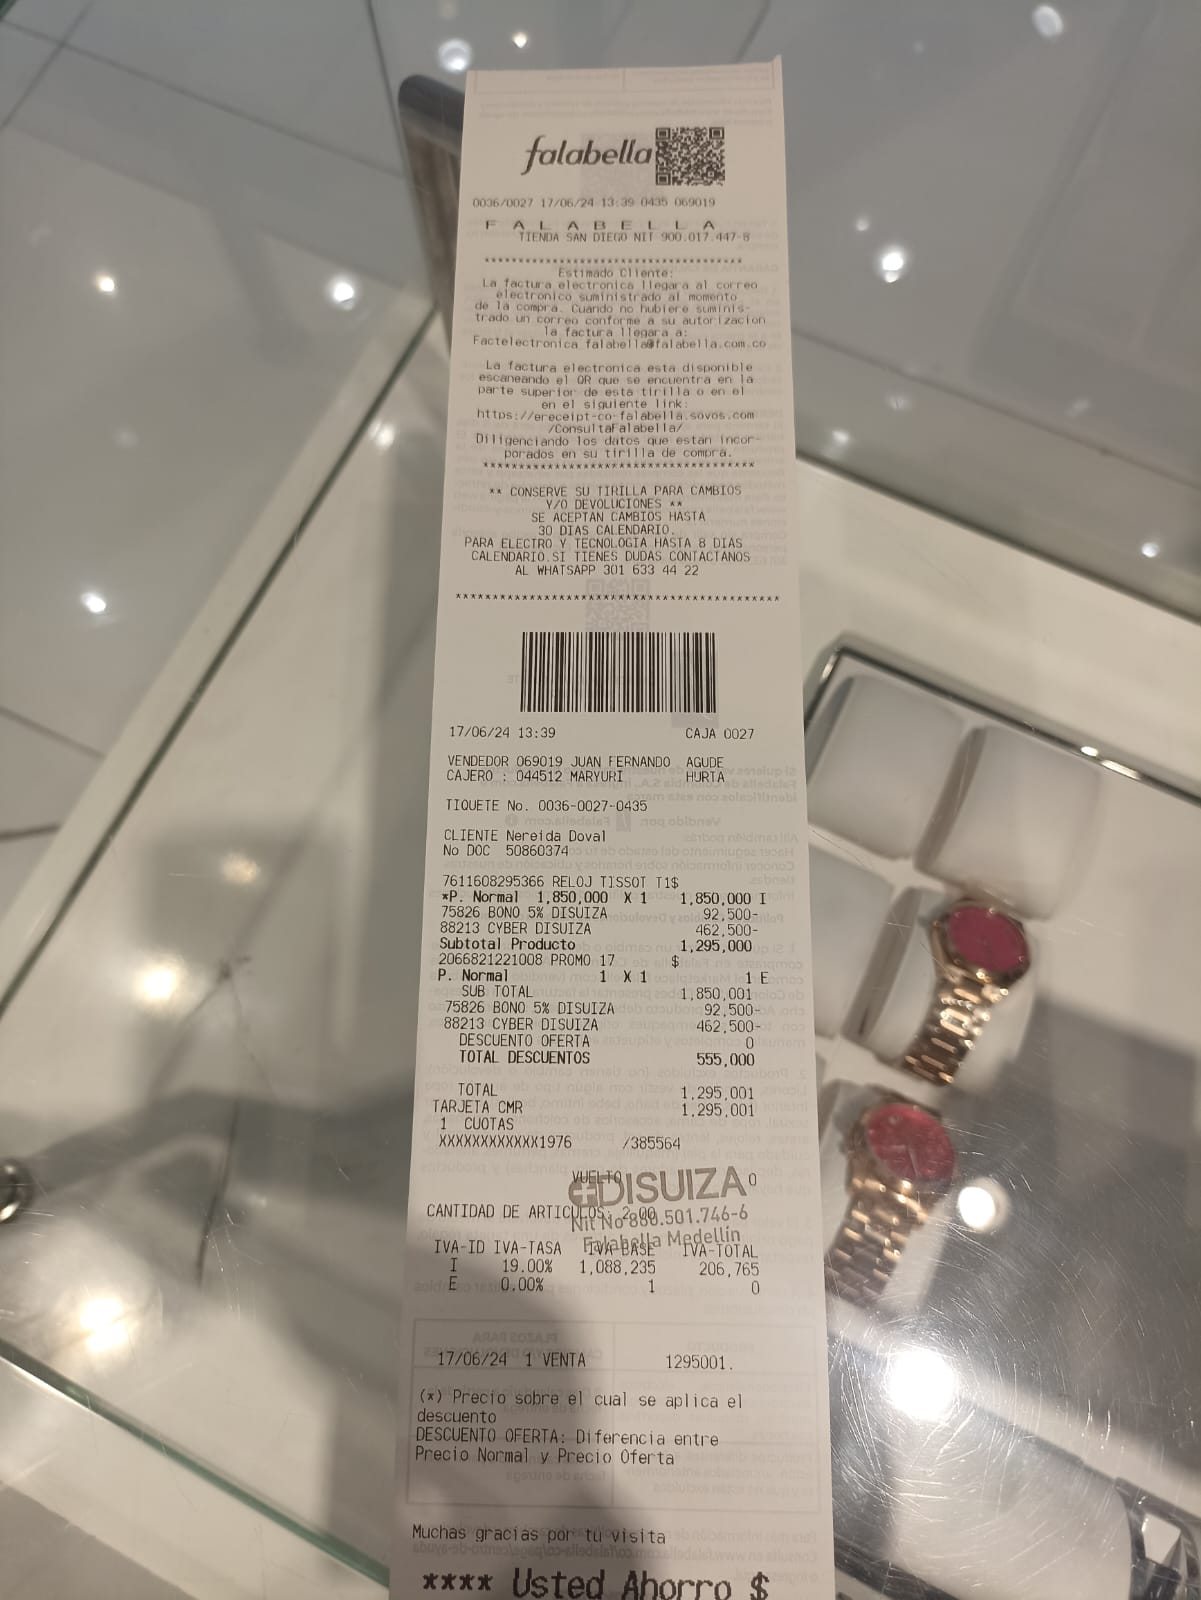 falabella
0036/0027 17/06/24 13:39 0435 069019
F A L A B E L L A
TIENDA SAN DIEGO NIT 900.017.447-8
****************************************
Estimado Cliente:
La factura electronica llegara al correo
electronico suministrado al momento
de la compra. Cuando no hubiere suminis-
trado un correo conforme a su autorizacion
la factura llegara a:
Factelectronica_falabella@falabella.com.co
La factura electronica esta disponible
escaneando el QR que se encuentra en la
parte superior de esta tirilla o en el
en el siguiente link:
https://ereceipt-co-falabella.sovos.com
/ConsultaFalabella/
Diligenciando los datos que estan incor-
porados en su tirilla de compra.
****************************************
** CONSERVE SU TIRILLA PARA CAMBIOS
Y/O DEVOLUCIONES **
SE ACEPTAN CAMBIOS HASTA
30 DIAS CALENDARIO.
PARA ELECTRO Y TECNOLOGIA HASTA 8 DIAS
CALENDARIO.SI TIENES DUDAS CONTACTANOS
AL WHATSAPP 301 633 44 22
****************************************
17/06/24 13:39 CAJA 0027
VENDEDOR 069019 JUAN FERNANDO AGUDE
CAJERO : 044512 MARYURI HURTA
TIQUETE No. 0036-0027-0435
CLIENTE Nereida Doval
No DOC 50860374
7611608295366 RELOJ TISSOT T1$
*P. Normal 1,850,000 X 1 1,850,000 I
75826 BONO 5% DISUIZA 92,500-
88213 CYBER DISUIZA 462,500-
Subtotal Producto 1,295,000
2066821221008 PROMO 17 $
P. Normal 1 X 1 1 E
SUB TOTAL 1,850,001
75826 BONO 5% DISUIZA 92,500-
88213 CYBER DISUIZA 462,500-
DESCUENTO OFERTA 0
TOTAL DESCUENTOS 555,000
TOTAL 1,295,001
TARJETA CMR 1,295,001
1 CUOTAS
XXXXXXXXXXXX1976 /385564
VUELTO 0
DISUIZA
CANTIDAD DE ARTICULOS: 2.00
Nit No 860.501.746-6
Falabella Medellín
IVA-ID IVA-TASA IVA-BASE IVA-TOTAL
I 19.00% 1,088,235 206,765
E 0.00% 1 0
17/06/24 1 VENTA 1295001.
(*) Precio sobre el cual se aplica el
descuento
DESCUENTO OFERTA: Diferencia entre
Precio Normal y Precio Oferta
Muchas gracias por tu visita
**** Usted Ahorro $